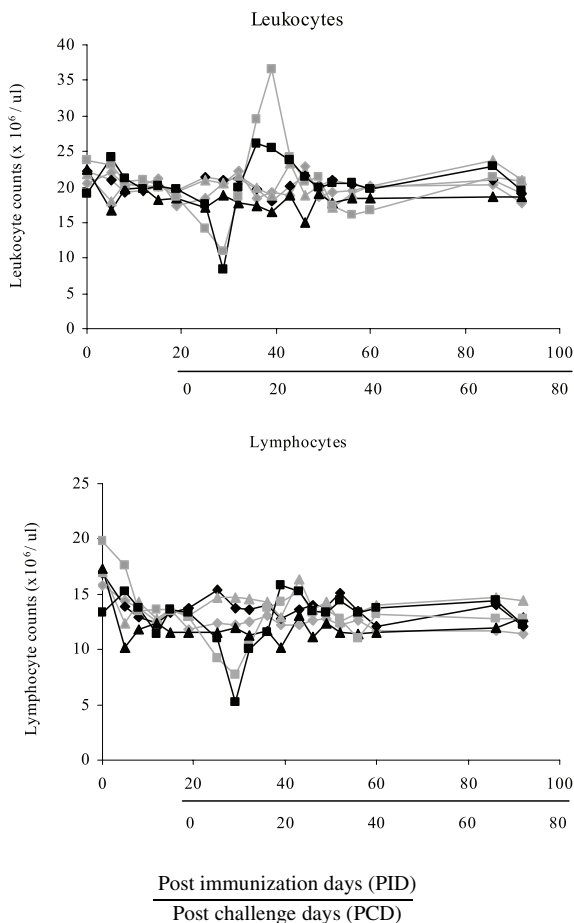 Leukocytes
40
35
30
25
20
15
10
5
0
Leukocyte counts (x 10⁶ / ul)
0 20 40 60 80 100
0 20 40 60 80
Lymphocytes
25
20
15
10
5
0
Lymphocyte counts (x10⁶/ ul)
0 20 40 60 80 100
0 20 40 60 80
Post immunization days (PID)
Post challenge days (PCD)